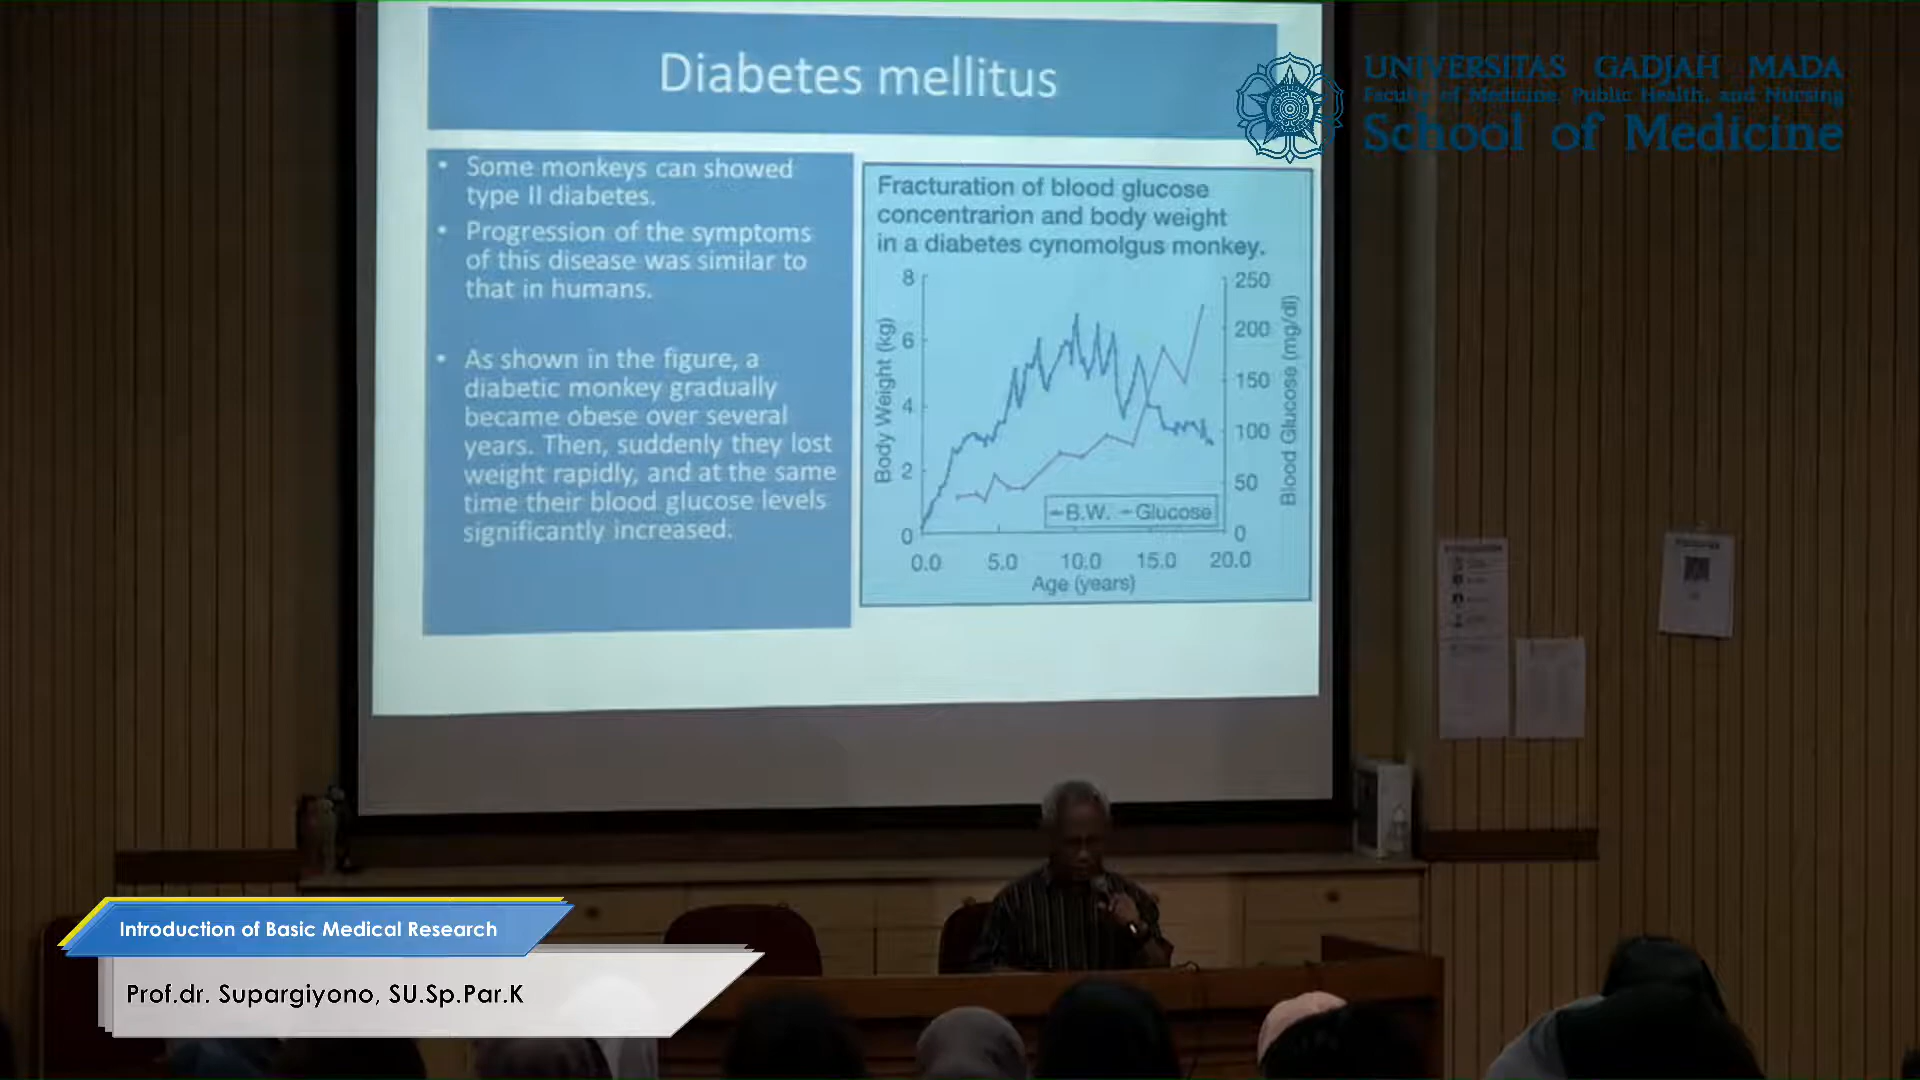 Diabetes mellitus
UNIVERSITAS GADJAH MADA
Faculty of Medicine, Public Health, and Nursing
School of Medicine
• Some monkeys can showed
type II diabetes.
• Progression of the symptoms
of this disease was similar to
that in humans.
• As shown in the figure, a
diabetic monkey gradually
became obese over several
years. Then, suddenly they lost
weight rapidly, and at the same
time their blood glucose levels
significantly increased.
Fracturation of blood glucose
concentrarion and body weight
in a diabetes cynomolgus monkey.
Body Weight (kg)
8
6
4
2
0
250
200
150
100
50
0
Blood Glucose (mg/dl)
B.W. Glucose
0.0 5.0 10.0 15.0 20.0
Age (years)
Introduction of Basic Medical Research
Prof.dr. Supargiyono, SU.Sp.Par.K